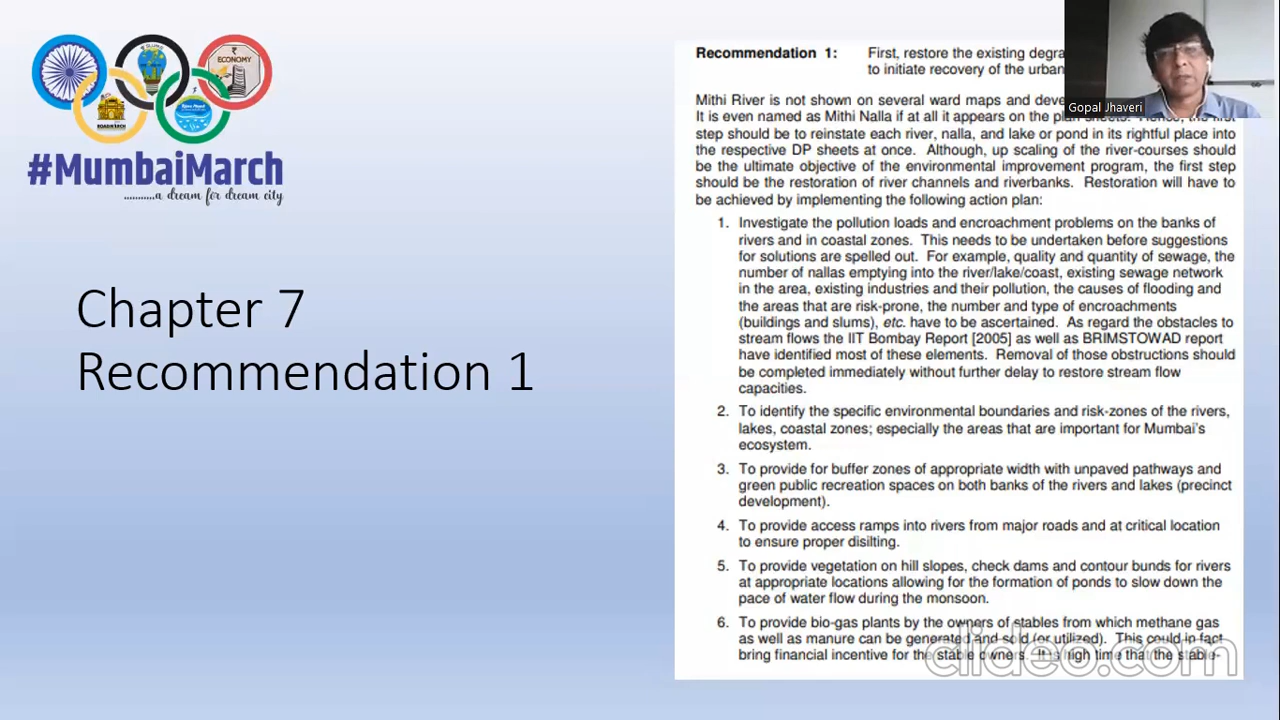 ECONOMY
#MumbaiMarch
...........a dream for dream city
Chapter 7
Recommendation 1
Gopal Jhaveri
Recommendation 1: First, restore the existing
to initiate recovery of the urban
Mithi River is not shown on several ward maps and
It is even named as Mithi Nalla if at all it appears on the plan sheets. Hence, the first
step should be to reinstate each river, nalla, and lake or pond in its rightful place into
the respective DP sheets at once. Although, up scaling of the river-courses should
be the ultimate objective of the environmental improvement program, the first step
should be the restoration of river channels and riverbanks. Restoration will have to
be achieved by implementing the following action plan:
1. Investigate the pollution loads and encroachment problems on the banks of
rivers and in coastal zones. This needs to be undertaken before suggestions
for solutions are spelled out. For example, quality and quantity of sewage, the
number of nallas emptying into the river/lake/coast, existing sewage network
in the area, existing industries and their pollution, the causes of flooding and
the areas that are risk-prone, the number and type of encroachments
(buildings and slums), etc. have to be ascertained. As regard the obstacles to
stream flows the IIT Bombay Report [2005] as well as BRIMSTOWAD report
have identified most of these elements. Removal of those obstructions should
be completed immediately without further delay to restore stream flow
capacities.
2. To identify the specific environmental boundaries and risk-zones of the rivers,
lakes, coastal zones; especially the areas that are important for Mumbai's
ecosystem.
3. To provide for buffer zones of appropriate width with unpaved pathways and
green public recreation spaces on both banks of the rivers and lakes (precinct
development).
4. To provide access ramps into rivers from major roads and at critical location
to ensure proper disilting.
5. To provide vegetation on hill slopes, check dams and contour bunds for rivers
at appropriate locations allowing for the formation of ponds to slow down the
pace of water flow during the monsoon.
6. To provide bio-gas plants by the owners of stables from which methane gas
as well as manure can be generated and sold (or utilized). This could in fact
bring financial incentive for the stable owners. It is high time that the stable-
clideo.com